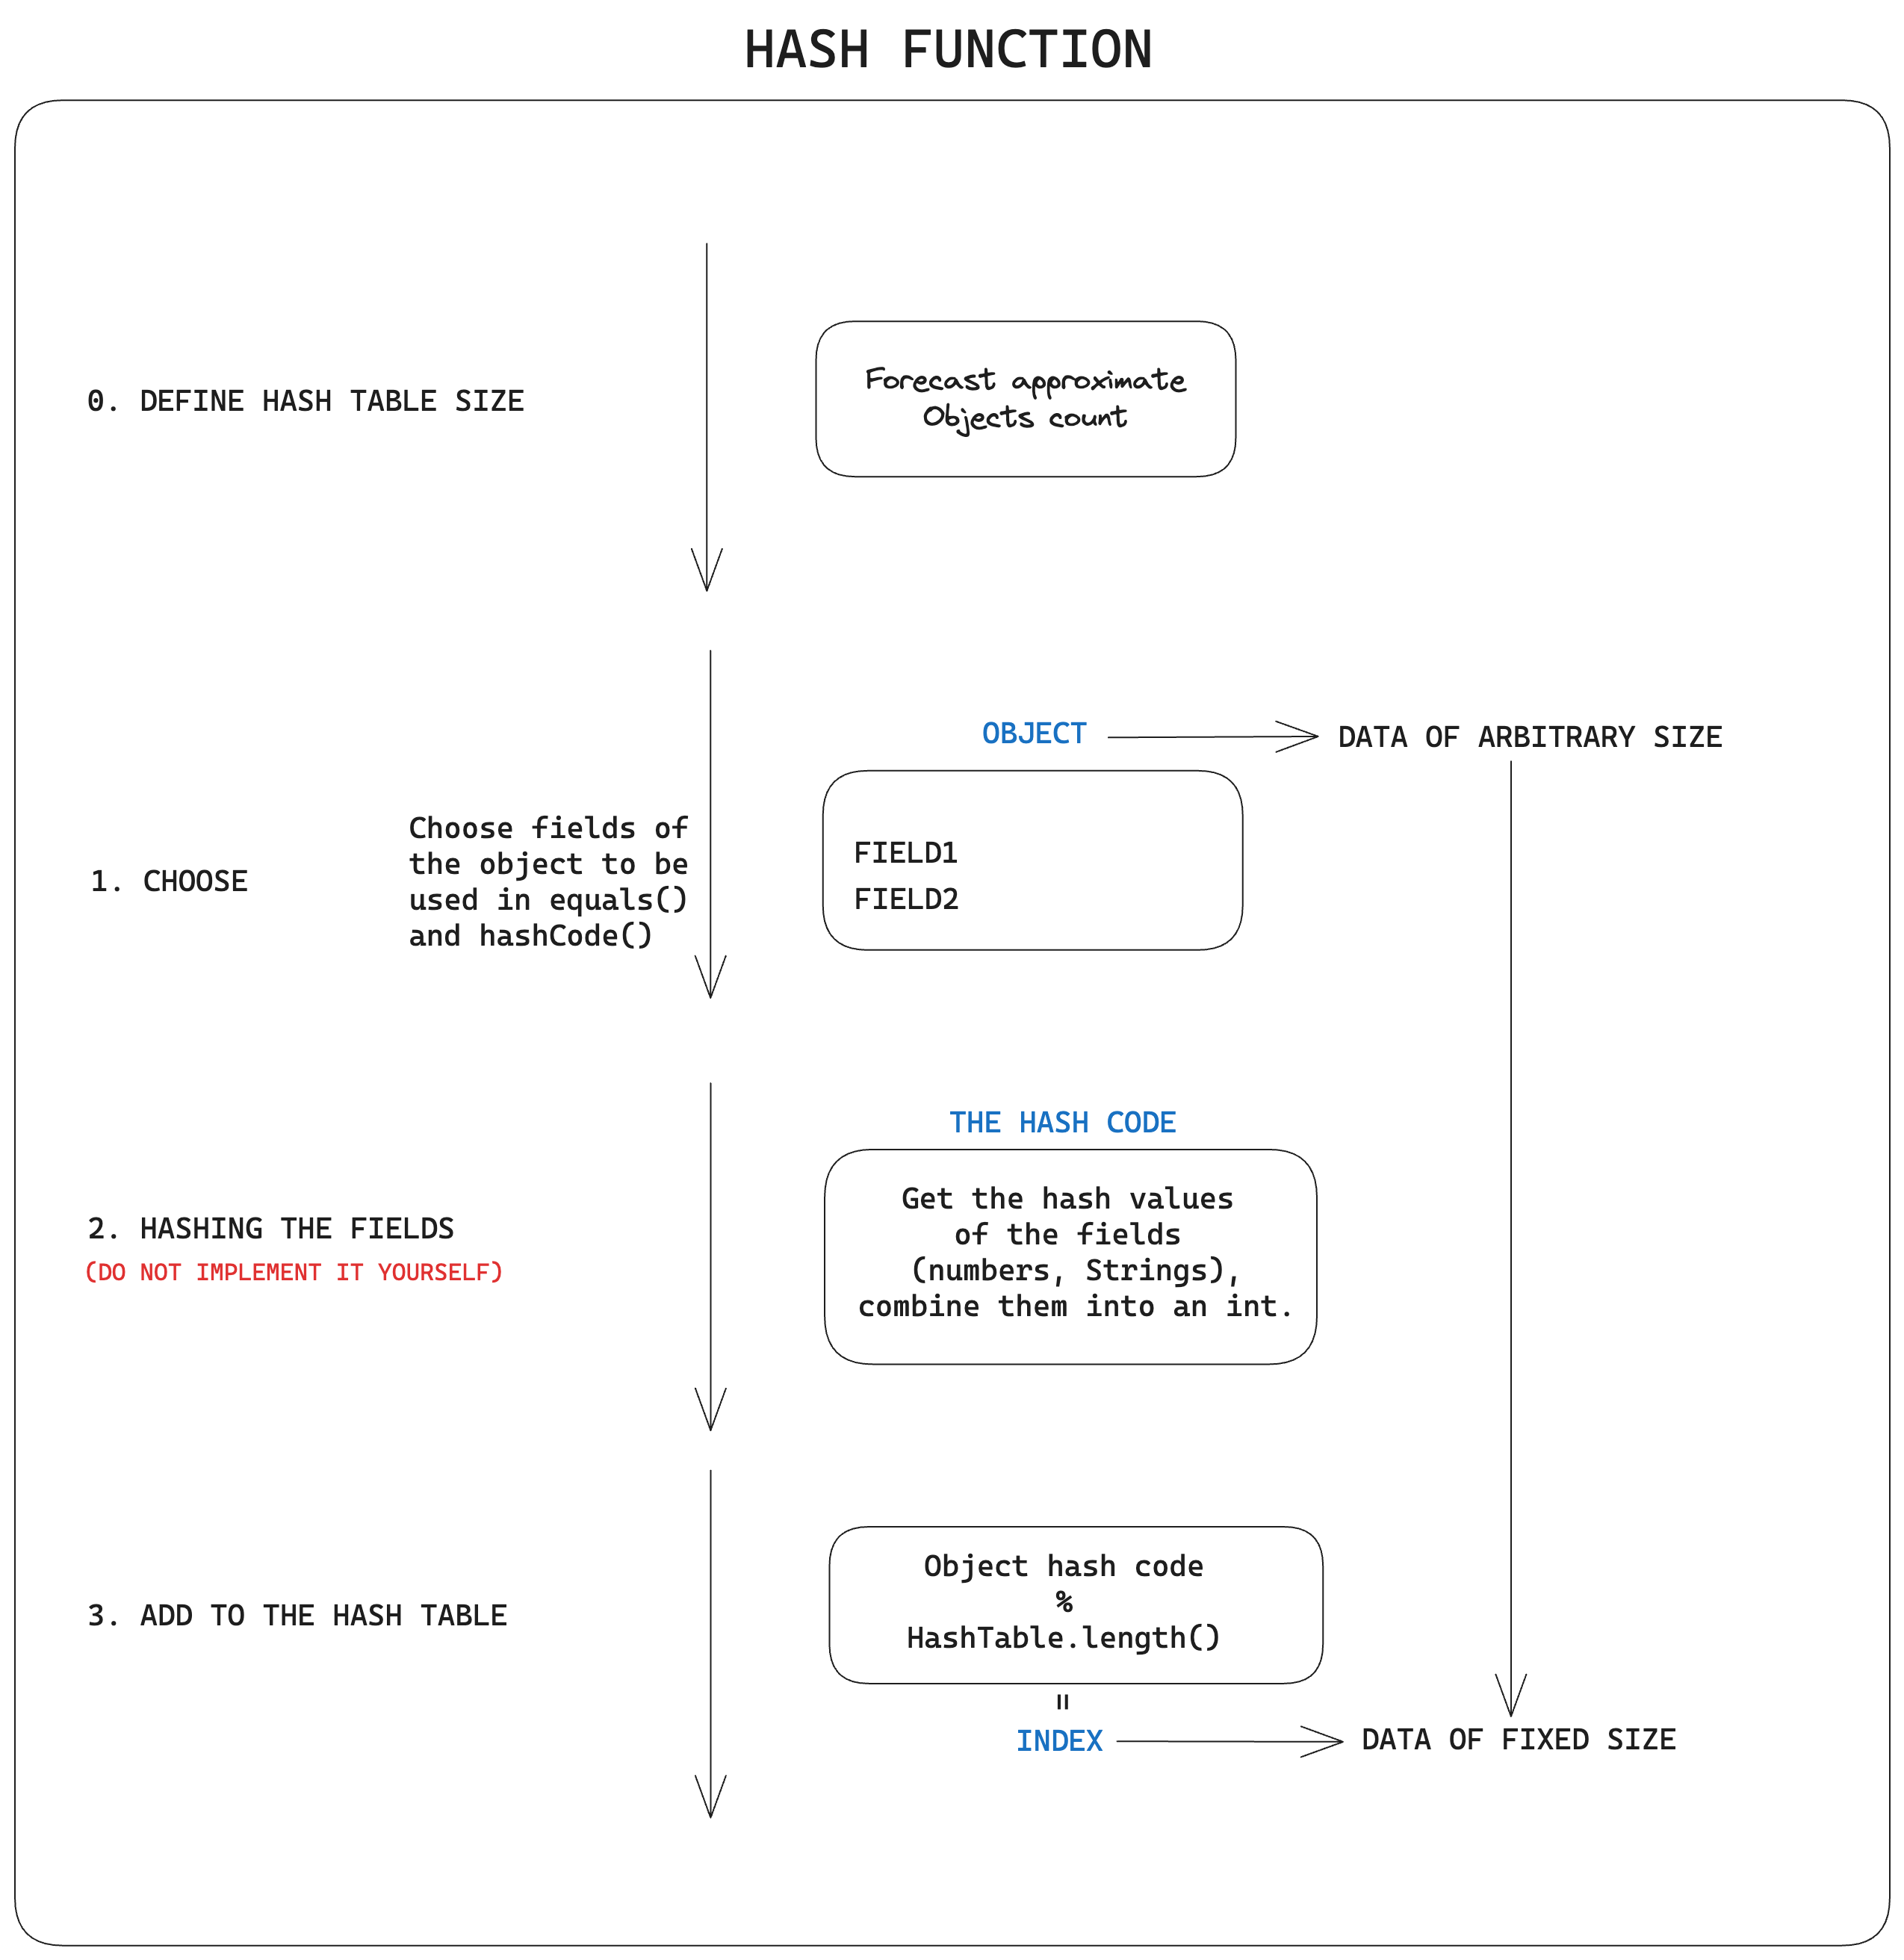 HASH FUNCTION
0. DEFINE HASH TABLE SIZE
Forecast approximate
Objects count
OBJECT
DATA OF ARBITRARY SIZE
1. CHOOSE
Choose fields of
the object to be
used in equals()
and hashCode()
FIELD1
FIELD2
THE HASH CODE
2. HASHING THE FIELDS
(DO NOT IMPLEMENT IT YOURSELF)
Get the hash values
of the fields
(numbers, Strings),
combine them into an int.
3. ADD TO THE HASH TABLE
Object hash code
%
HashTable.length()
=
INDEX
DATA OF FIXED SIZE